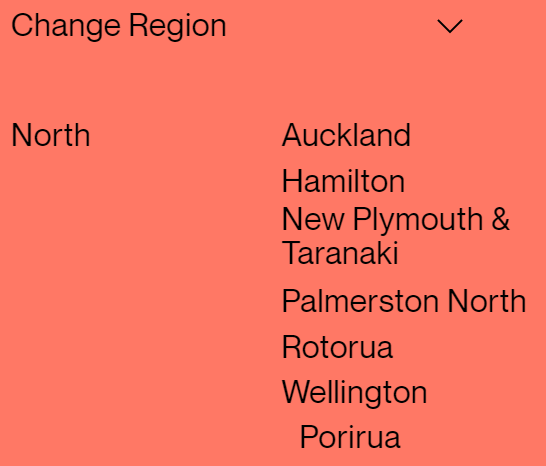 Change Region
North
Auckland
Hamilton
New Plymouth &
Taranaki
Palmerston North
Rotorua
Wellington
Porirua